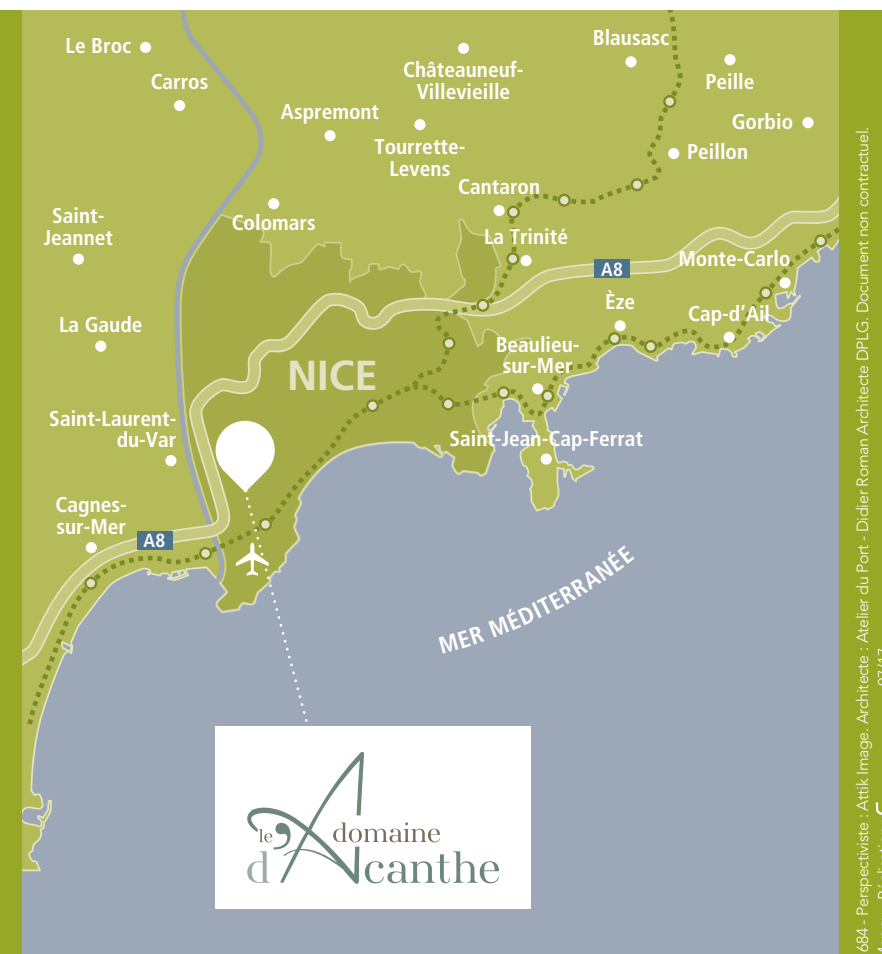 Le Broc
Carros
Châteauneuf-
Villevieille
Blausasc
Peille
Aspremont
Tourrette-
Levens
Gorbio
Peillon
Cantaron
Saint-
Jeannet
Colomars
La Trinité
A8
Monte-Carlo
Èze
Cap-d'Ail
La Gaude
Beaulieu-
sur-Mer
NICE
Saint-Laurent-
du-Var
Saint-Jean-Cap-Ferrat
Cagnes-
sur-Mer
A8
MER MÉDITERRANÉE
le domaine
d'Acanthe
684 - Perspectiviste : Attik Image. Architecte : Atelier du Port - Didier Roman Architecte DPLG. Document non contractuel.